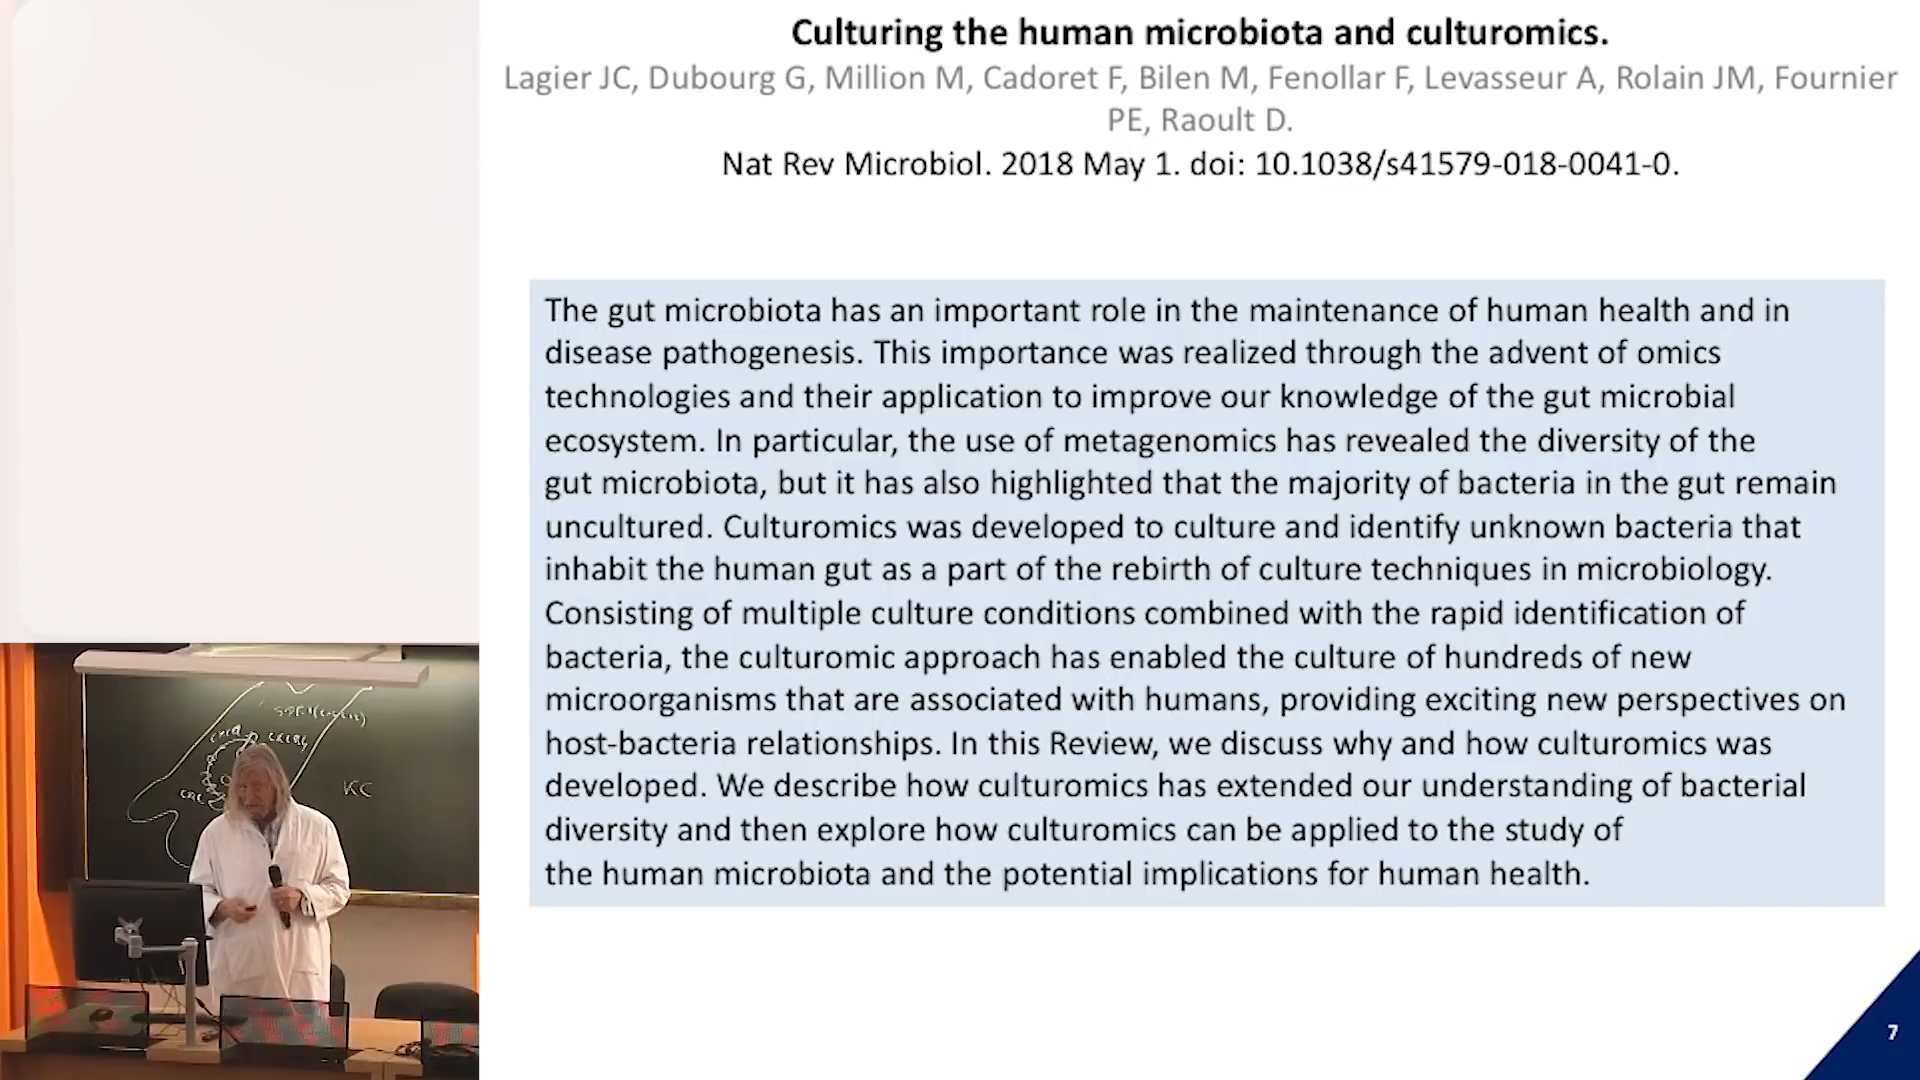 Culturing the human microbiota and culturomics.
Lagier JC, Dubourg G, Million M, Cadoret F, Bilen M, Fenollar F, Levasseur A, Rolain JM, Fournier
PE, Raoult D.
Nat Rev Microbiol. 2018 May 1. doi: 10.1038/s41579-018-0041-0.
The gut microbiota has an important role in the maintenance of human health and in
disease pathogenesis. This importance was realized through the advent of omics
technologies and their application to improve our knowledge of the gut microbial
ecosystem. In particular, the use of metagenomics has revealed the diversity of the
gut microbiota, but it has also highlighted that the majority of bacteria in the gut remain
uncultured. Culturomics was developed to culture and identify unknown bacteria that
inhabit the human gut as a part of the rebirth of culture techniques in microbiology.
Consisting of multiple culture conditions combined with the rapid identification of
bacteria, the culturomic approach has enabled the culture of hundreds of new
microorganisms that are associated with humans, providing exciting new perspectives on
host-bacteria relationships. In this Review, we discuss why and how culturomics was
developed. We describe how culturomics has extended our understanding of bacterial
diversity and then explore how culturomics can be applied to the study of
the human microbiota and the potential implications for human health.
KC
7